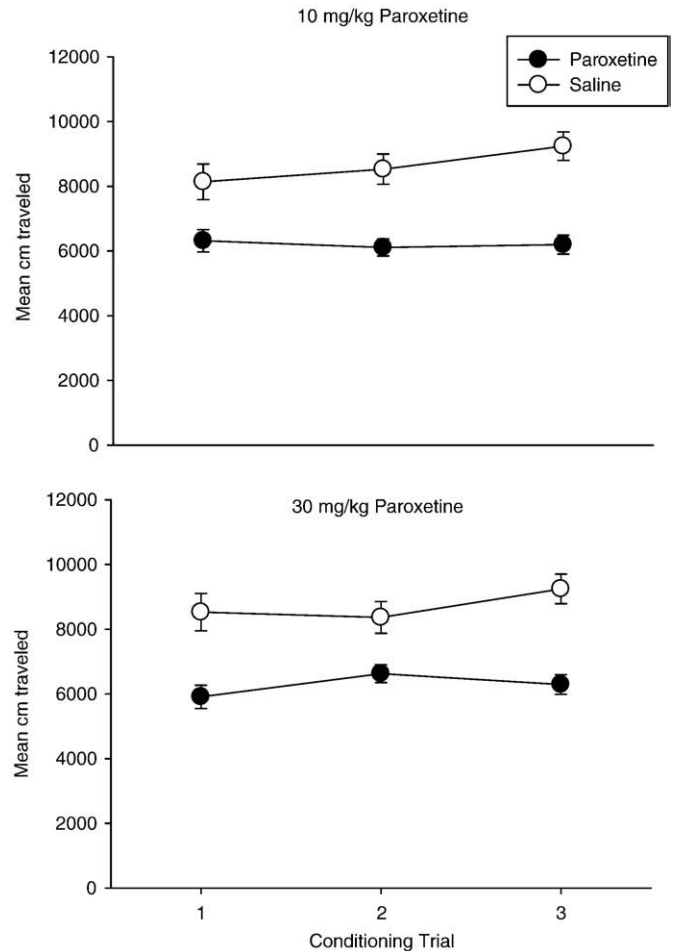 10 mg/kg Paroxetine
Paroxetine
Saline
12000
10000
8000
6000
4000
2000
0
Mean cm traveled
30 mg/kg Paroxetine
12000
10000
8000
6000
4000
2000
0
Mean cm traveled
1 2 3
Conditioning Trial